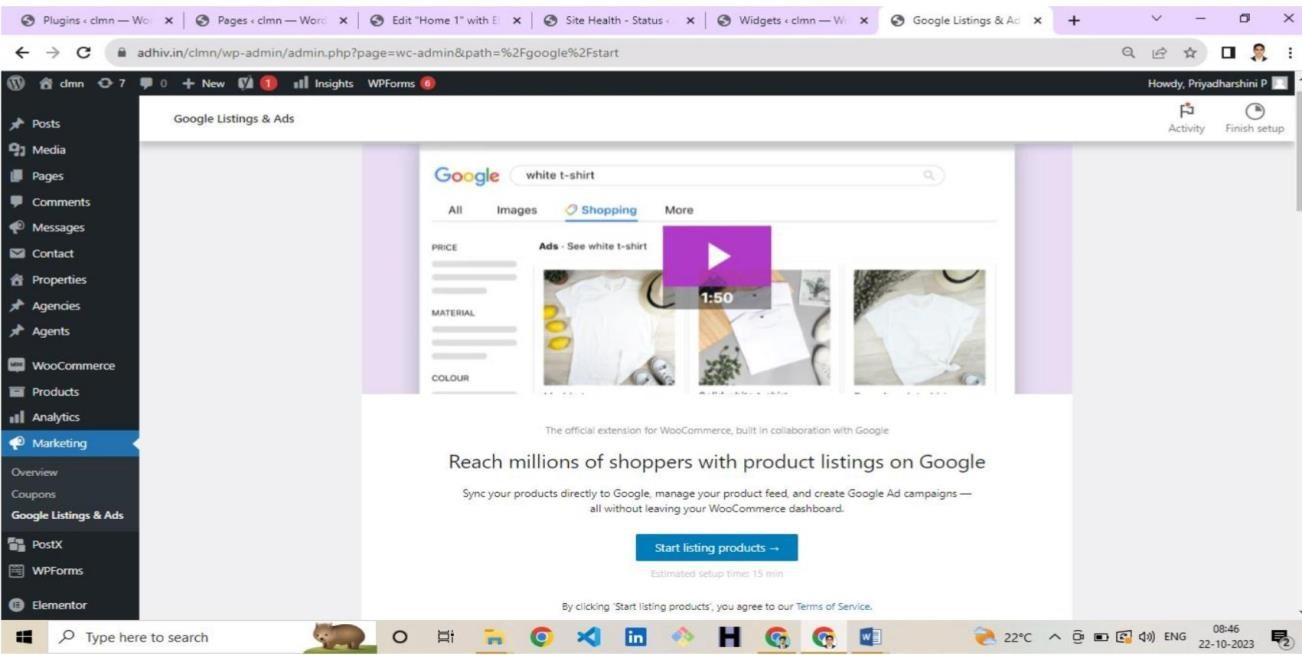 Plugins ‹ clmn — Wor
Pages ‹ clmn — Word
Edit "Home 1" with El
Site Health - Status ‹
Widgets ‹ clmn — W
Google Listings & Ad
adhiv.in/clmn/wp-admin/admin.php?page=wc-admin&path=%2Fgoogle%2Fstart
clmn 7 0 + New 1 Insights WPForms 6 Howdy, Priyadharshini P
Google Listings & Ads
Activity
Finish setup
Posts
Media
Pages
Comments
Messages
Contact
Properties
Agencies
Agents
WooCommerce
Products
Analytics
Marketing
Overview
Coupons
Google Listings & Ads
PostX
WPForms
Elementor
Google white t-shirt
All Images Shopping More
PRICE
MATERIAL
COLOUR
Ads · See white t-shirt
1:50
The official extension for WooCommerce, built in collaboration with Google
Reach millions of shoppers with product listings on Google
Sync your products directly to Google, manage your product feed, and create Google Ad campaigns —
all without leaving your WooCommerce dashboard.
Start listing products →
Estimated setup time: 15 min
By clicking 'Start listing products', you agree to our Terms of Service.
Type here to search
22°C
ENG
08:46
22-10-2023
2